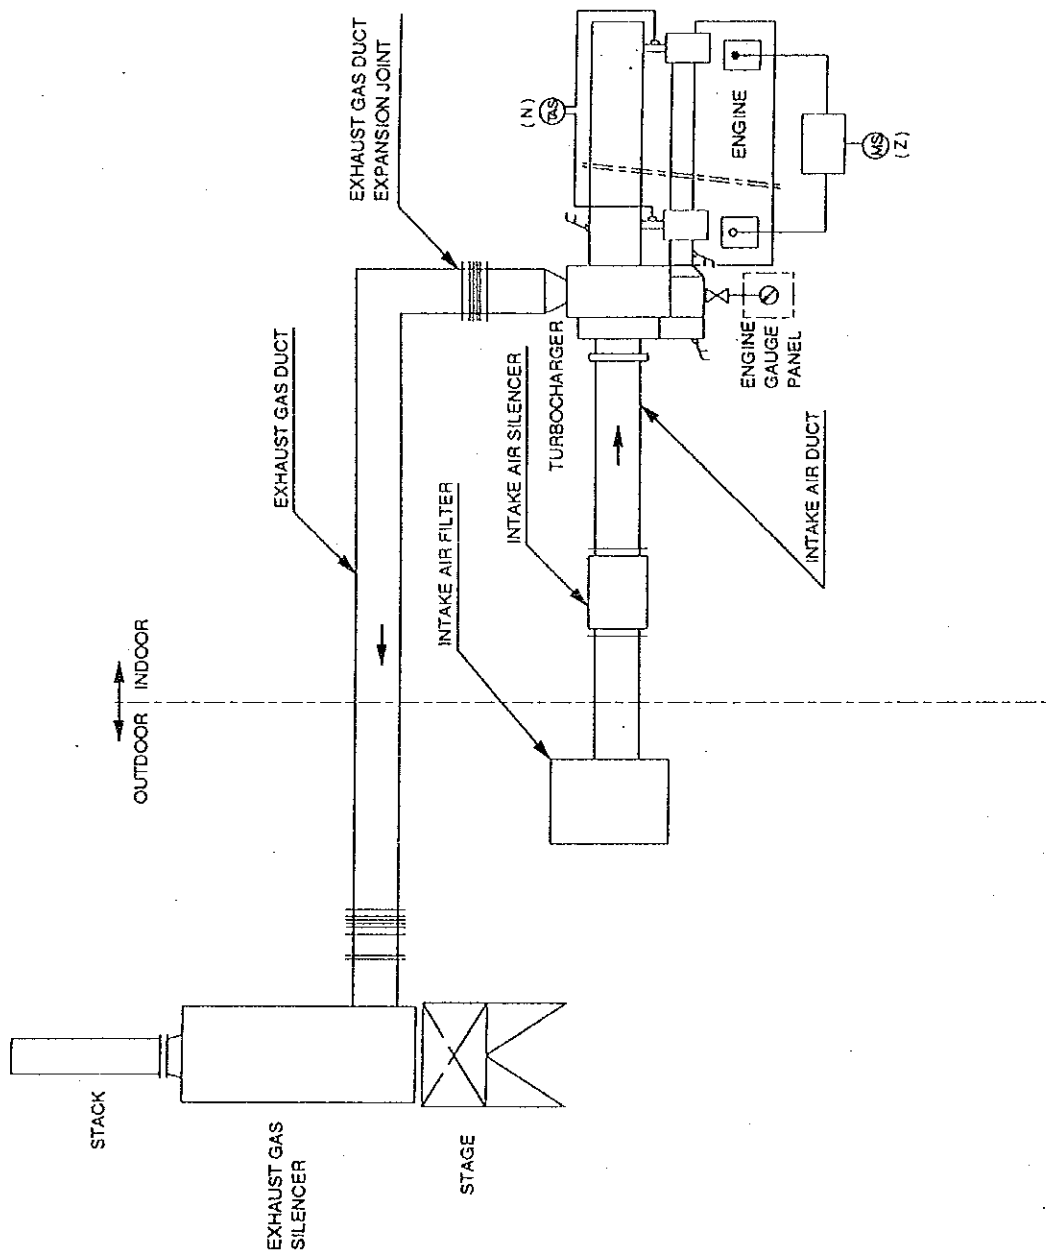 STACK
EXHAUST GAS
SILENCER
STAGE
OUTDOOR
INDOOR
EXHAUST GAS DUCT
EXHAUST GAS DUCT
EXPANSION JOINT
INTAKE AIR FILTER
INTAKE AIR SILENCER
TURBOCHARGER
INTAKE AIR DUCT
ENGINE
GAUGE
PANEL
(N)
TAS
ENGINE
MS
(Z)